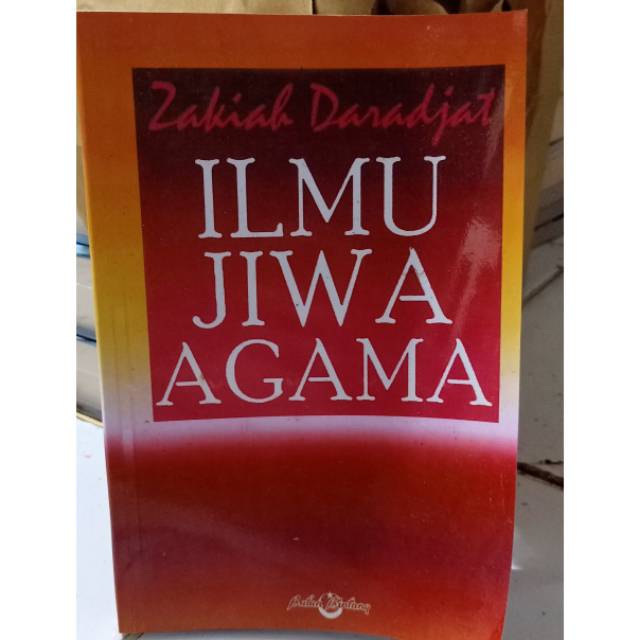 Zakiah Daradjat
ILMU
JIWA
AGAMA
Bulan Bintang